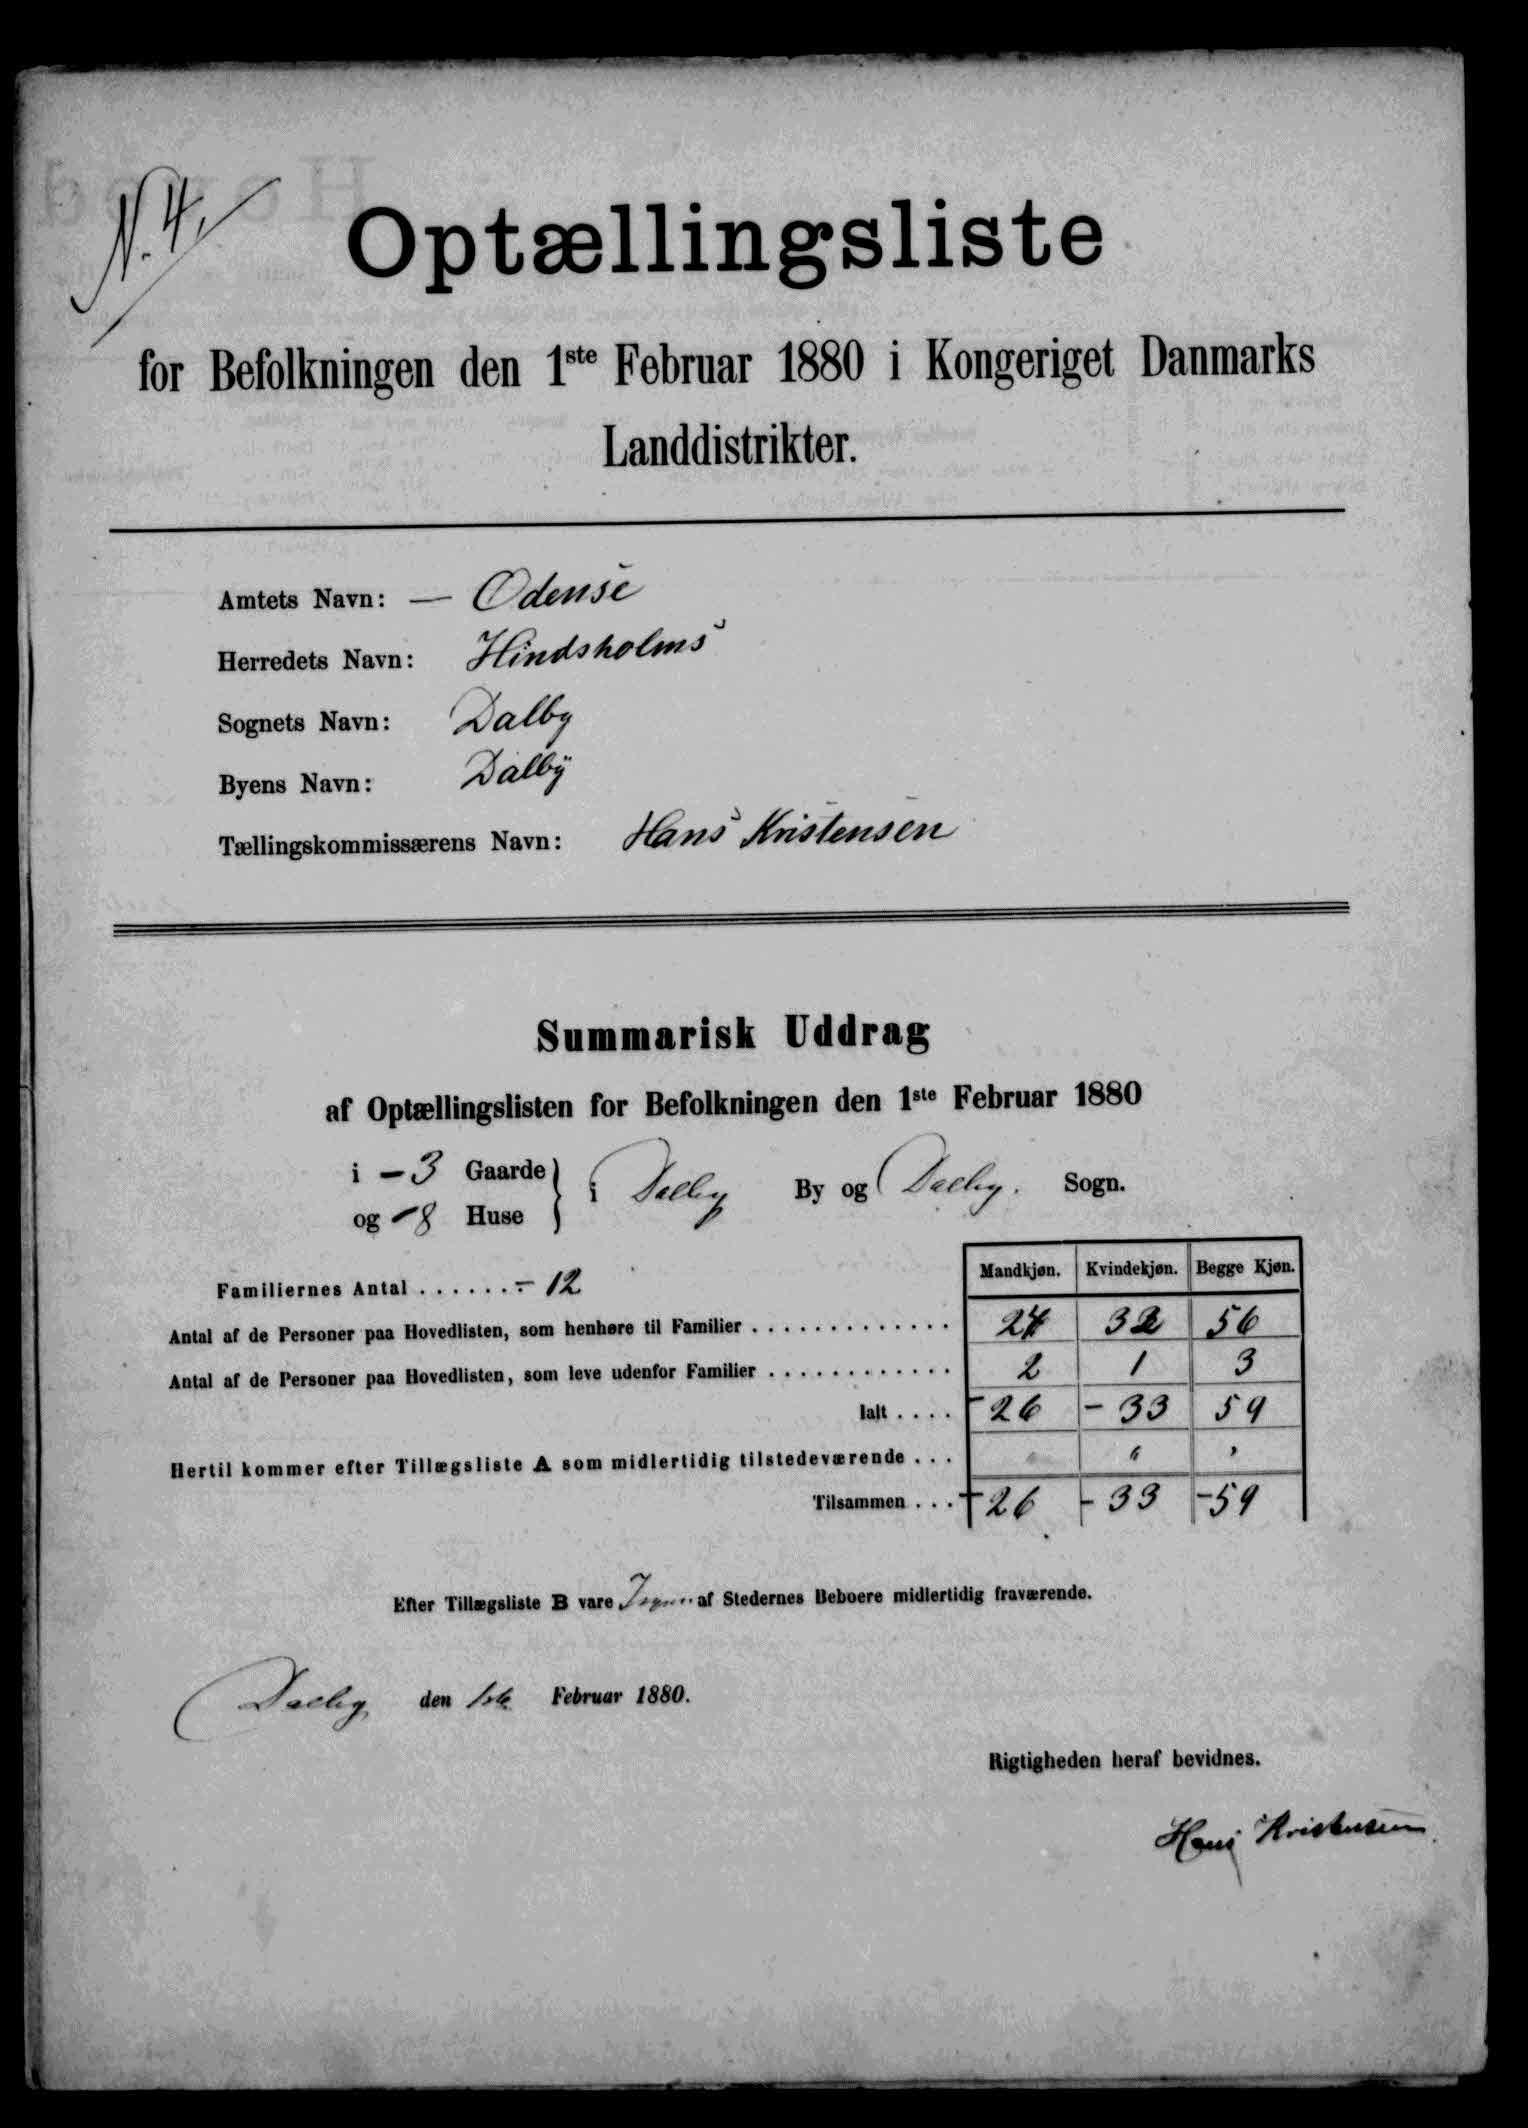 N. 4.
Optællingsliste
for Befolkningen den 1ste Februar 1880 i Kongeriget Danmarks
Landdistrikter.
Amtets Navn: — Odense
Herredets Navn: Hindsholms
Sognets Navn: Dalby
Byens Navn: Dalby
Tællingskommissærens Navn: Hans Kristensen
Summarisk Uddrag
af Optællingslisten for Befolkningen den 1ste Februar 1880
i - 3 Gaarde
og - 8 Huse
i Dalby By og Dalby. Sogn.
Mandkjøn. Kvindekjøn. Begge Kjøn.
Familiernes Antal . . . . . . - 12
Antal af de Personer paa Hovedlisten, som henhøre til Familier . . . . . . . . . . . . . 24 32 56
Antal af de Personer paa Hovedlisten, som leve udenfor Familier . . . . . . . . . . . . 2 1 3
Ialt . . . . - 26 - 33 59
Hertil kommer efter Tillægsliste A som midlertidig tilstedeværende . . . " "
Tilsammen . . . - 26 - 33 - 59
Efter Tillægsliste B vare Ingen af Stedernes Beboere midlertidig fraværende.
Dalby den 1ste Februar 1880.
Rigtigheden heraf bevidnes.
Hans Kristensen